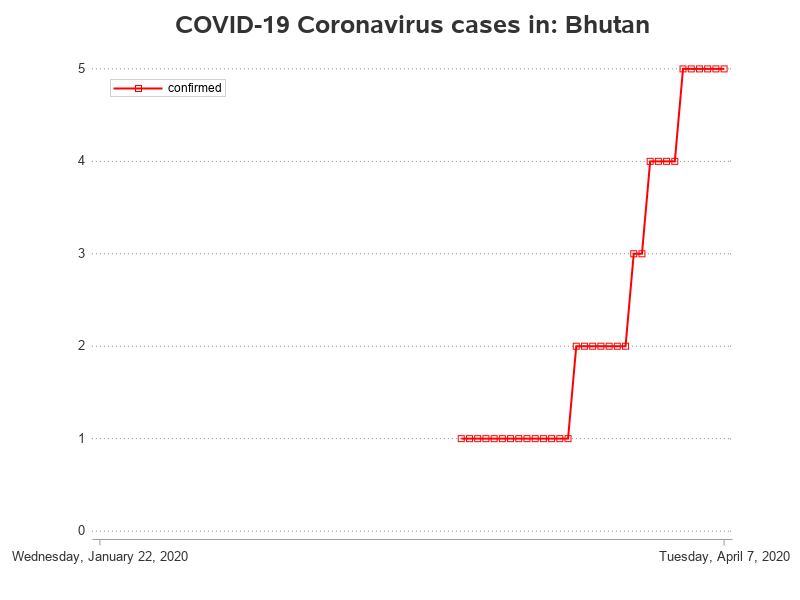 COVID-19 Coronavirus cases in: Bhutan
confirmed
5
4
3
2
1
0
Wednesday, January 22, 2020
Tuesday, April 7, 2020